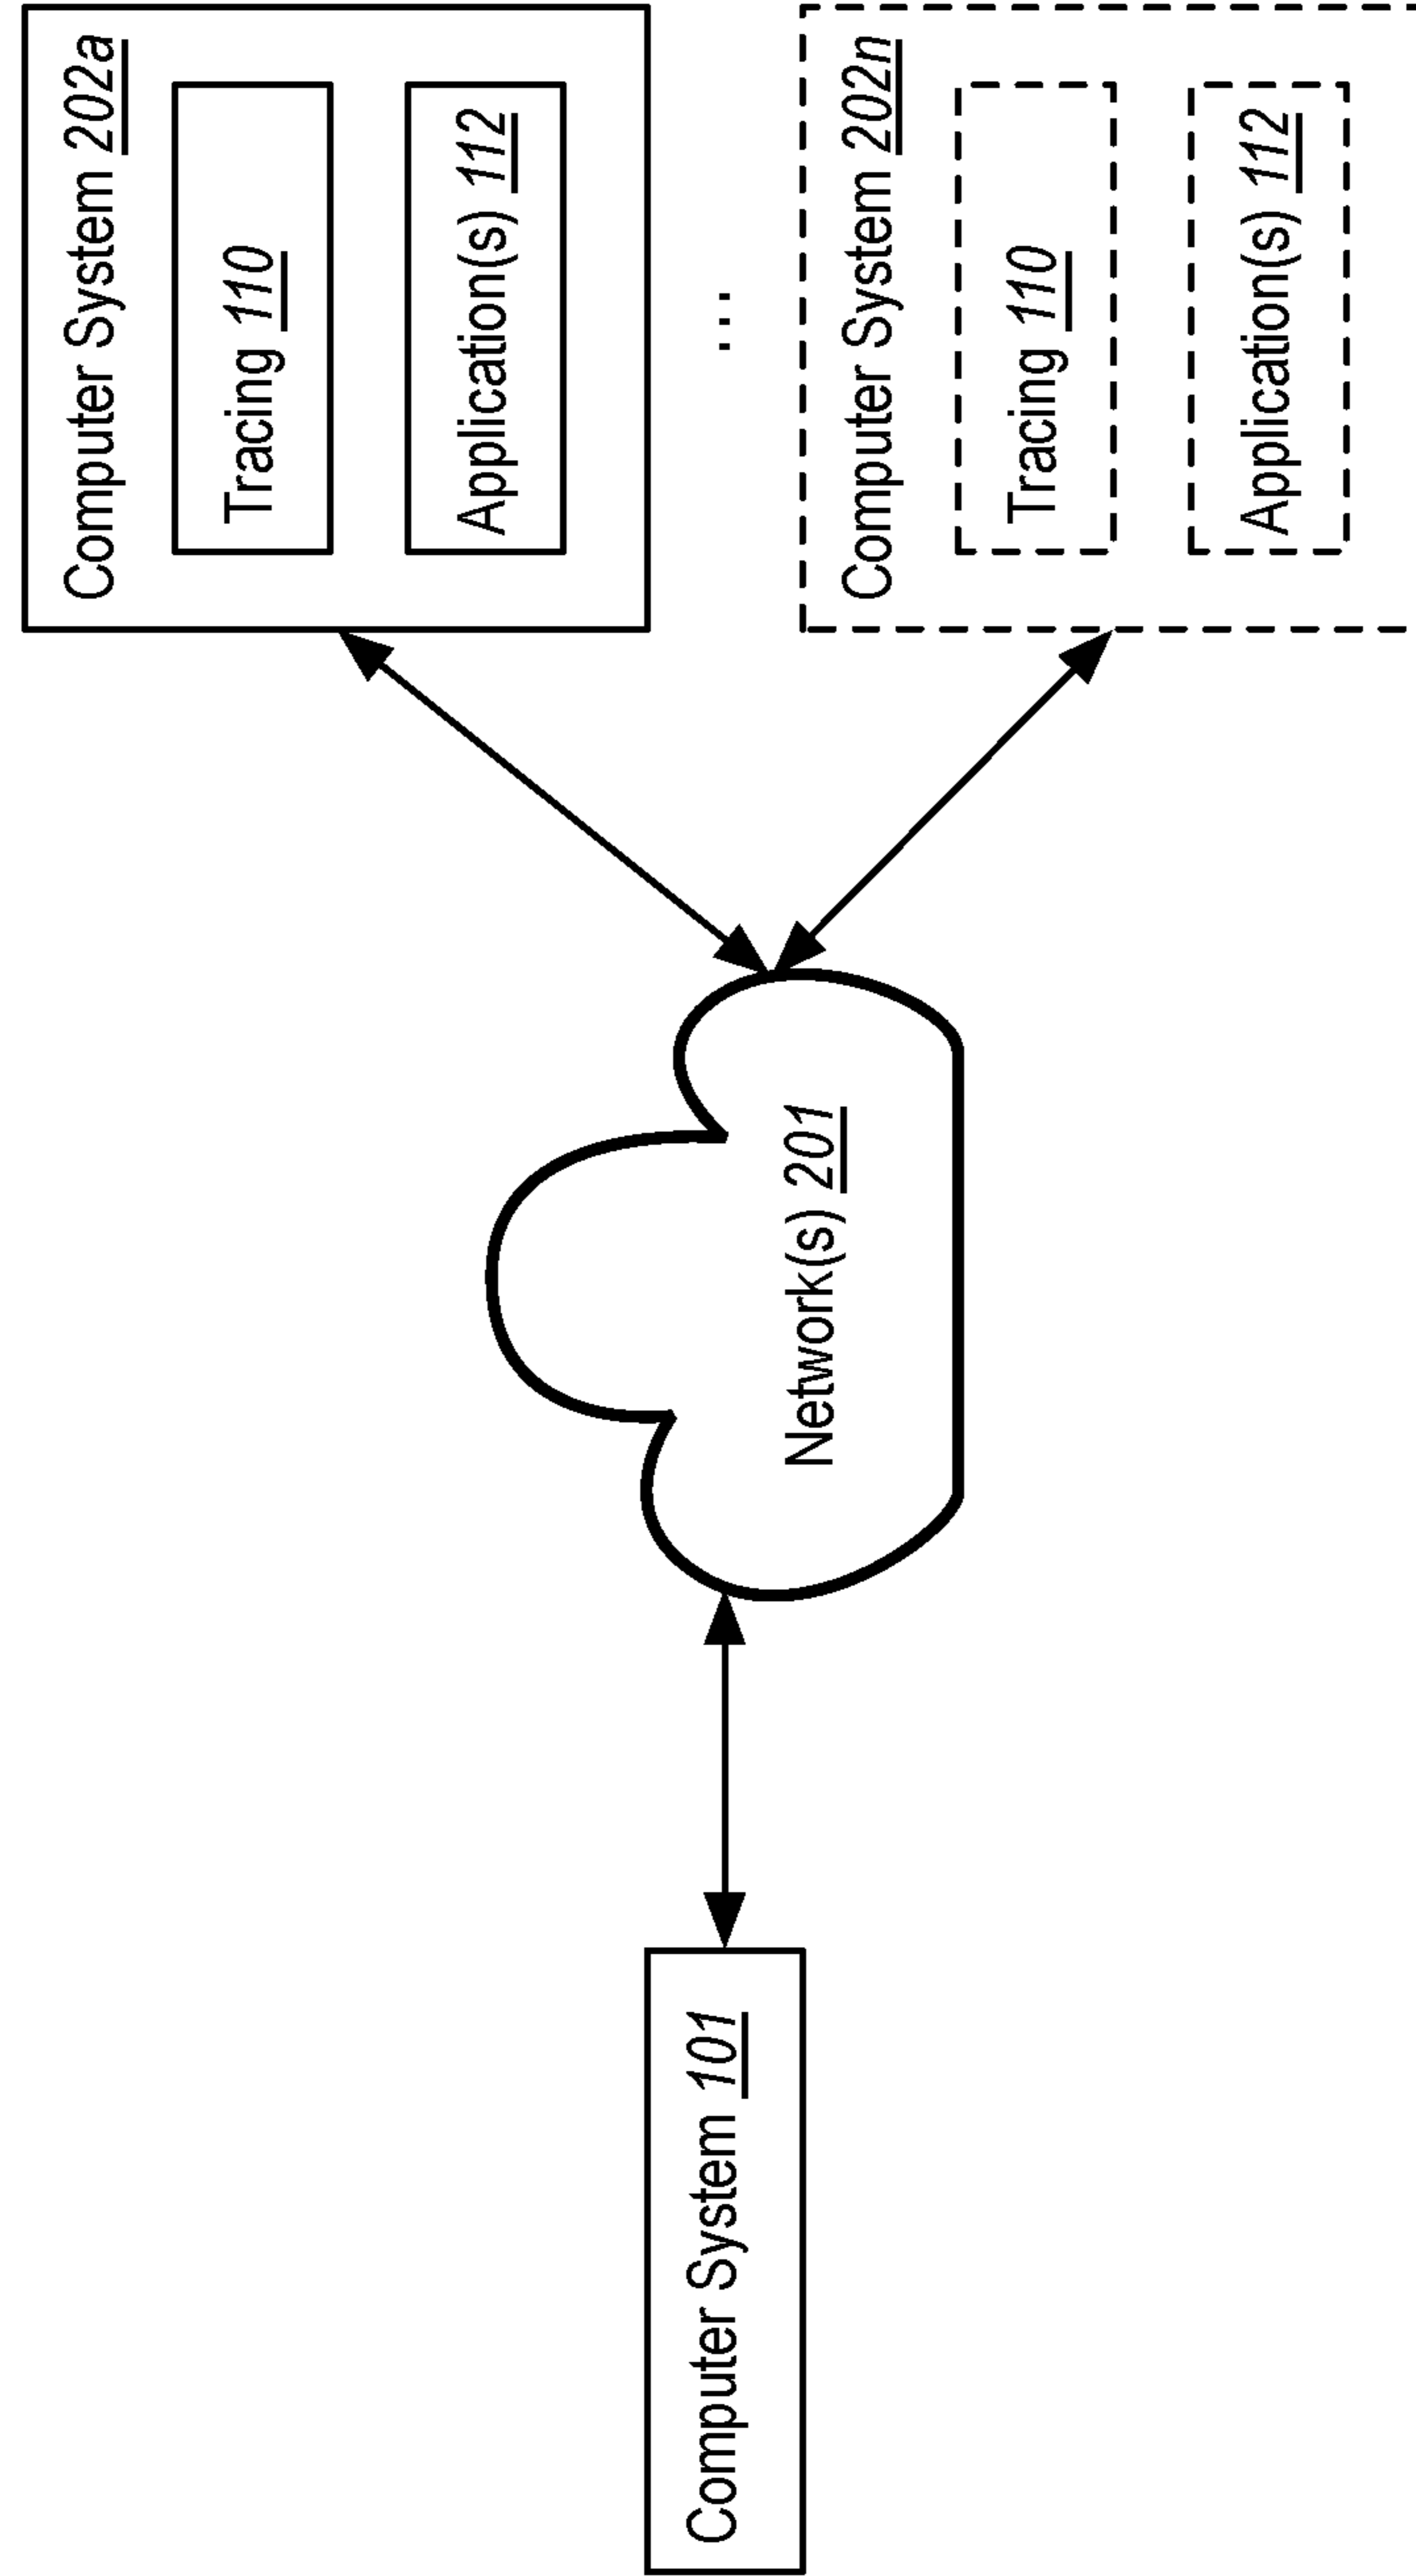 Computer System 101
Network(s) 201
Computer System 202a
Tracing 110
Application(s) 112
...
Computer System 202n
Tracing 110
Application(s) 112